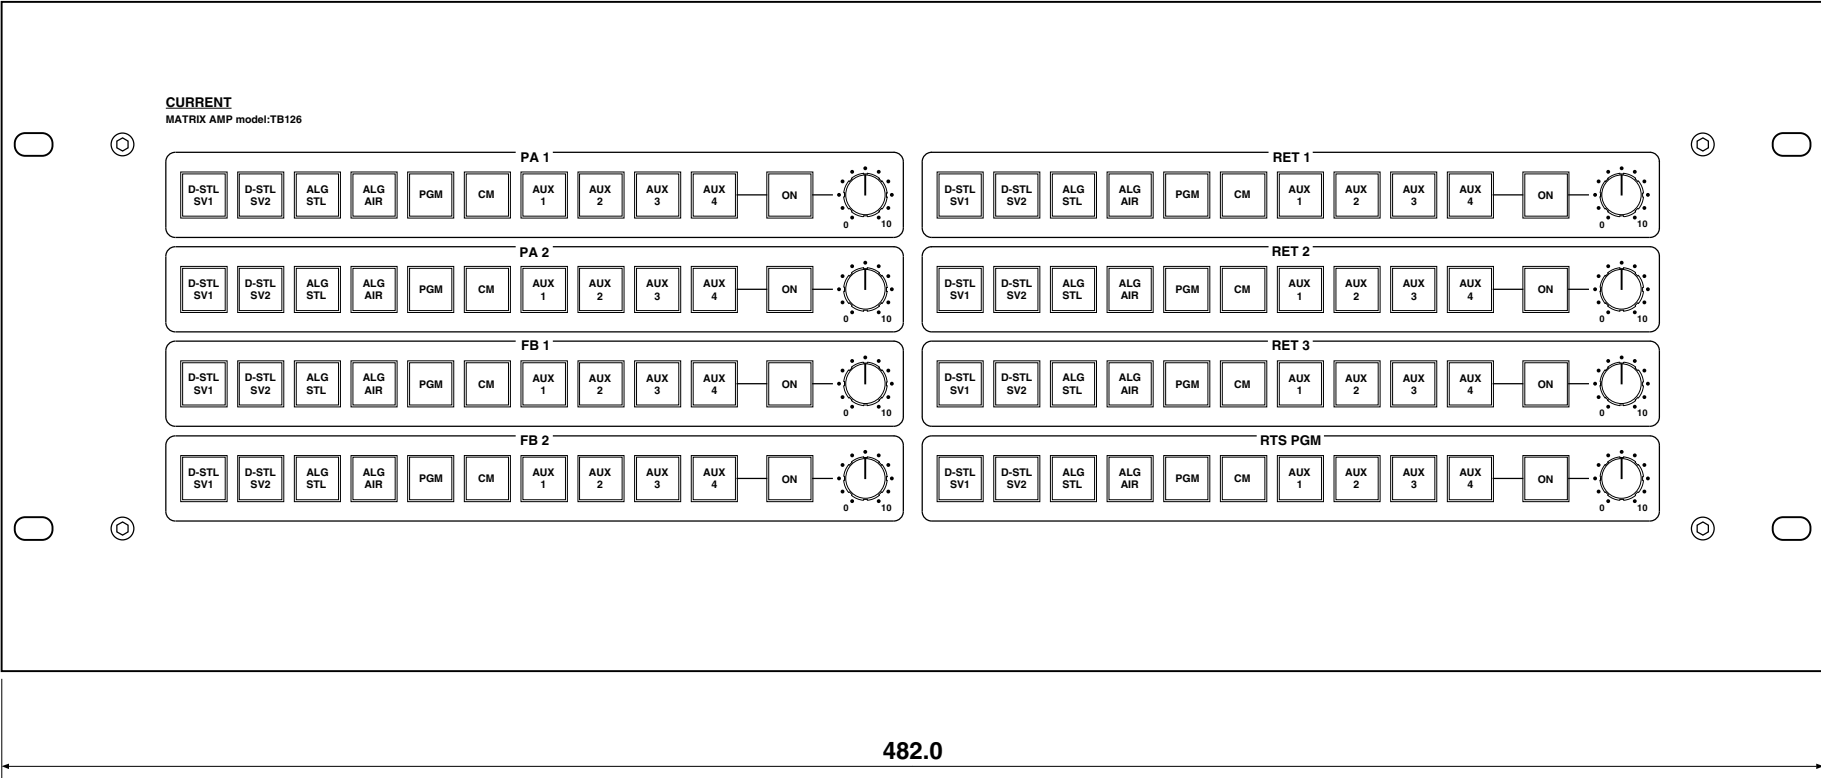 CURRENT
MATRIX AMP model:TB126
PA 1
D-STL SV1 D-STL SV2 ALG STL ALG AIR PGM CM AUX 1 AUX 2 AUX 3 AUX 4 ON
0 10
RET 1
D-STL SV1 D-STL SV2 ALG STL ALG AIR PGM CM AUX 1 AUX 2 AUX 3 AUX 4 ON
0 10
PA 2
D-STL SV1 D-STL SV2 ALG STL ALG AIR PGM CM AUX 1 AUX 2 AUX 3 AUX 4 ON
0 10
RET 2
D-STL SV1 D-STL SV2 ALG STL ALG AIR PGM CM AUX 1 AUX 2 AUX 3 AUX 4 ON
0 10
FB 1
D-STL SV1 D-STL SV2 ALG STL ALG AIR PGM CM AUX 1 AUX 2 AUX 3 AUX 4 ON
0 10
RET 3
D-STL SV1 D-STL SV2 ALG STL ALG AIR PGM CM AUX 1 AUX 2 AUX 3 AUX 4 ON
0 10
FB 2
D-STL SV1 D-STL SV2 ALG STL ALG AIR PGM CM AUX 1 AUX 2 AUX 3 AUX 4 ON
0 10
RTS PGM
D-STL SV1 D-STL SV2 ALG STL ALG AIR PGM CM AUX 1 AUX 2 AUX 3 AUX 4 ON
0 10
482.0